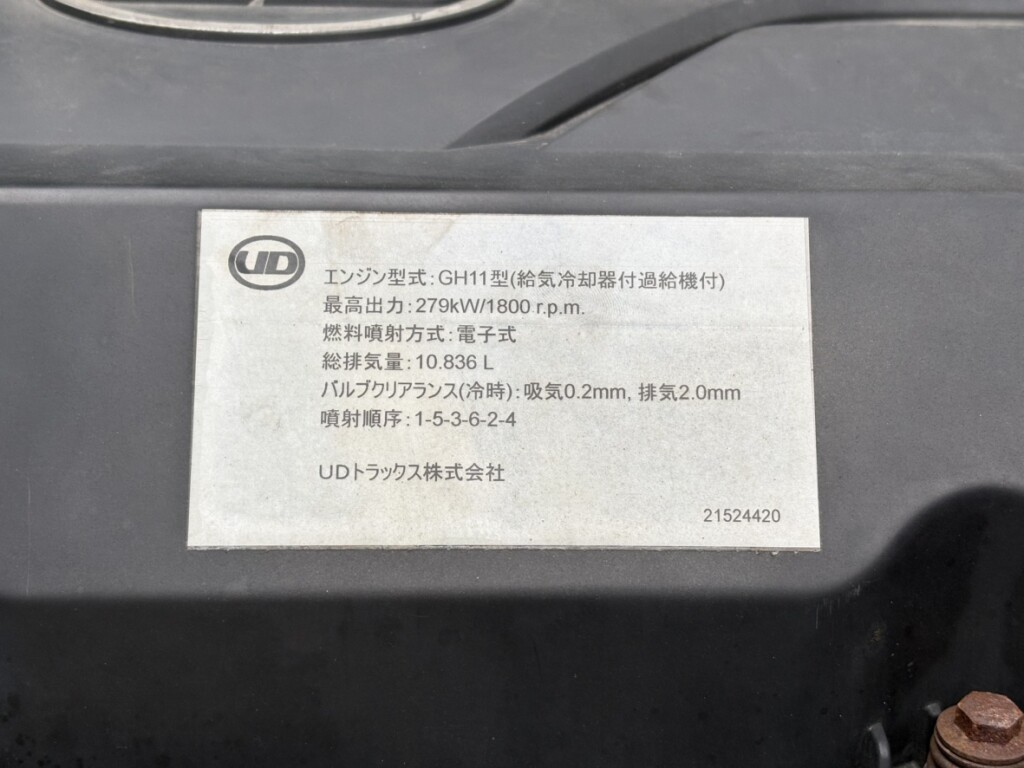 UD
エンジン型式:GH11型(給気冷却器付過給機付)
最高出力:279kW/1800 r.p.m.
燃料噴射方式:電子式
総排気量:10.836 L
バルブクリアランス(冷時):吸気0.2mm, 排気2.0mm
噴射順序:1-5-3-6-2-4
UDトラックス株式会社
21524420